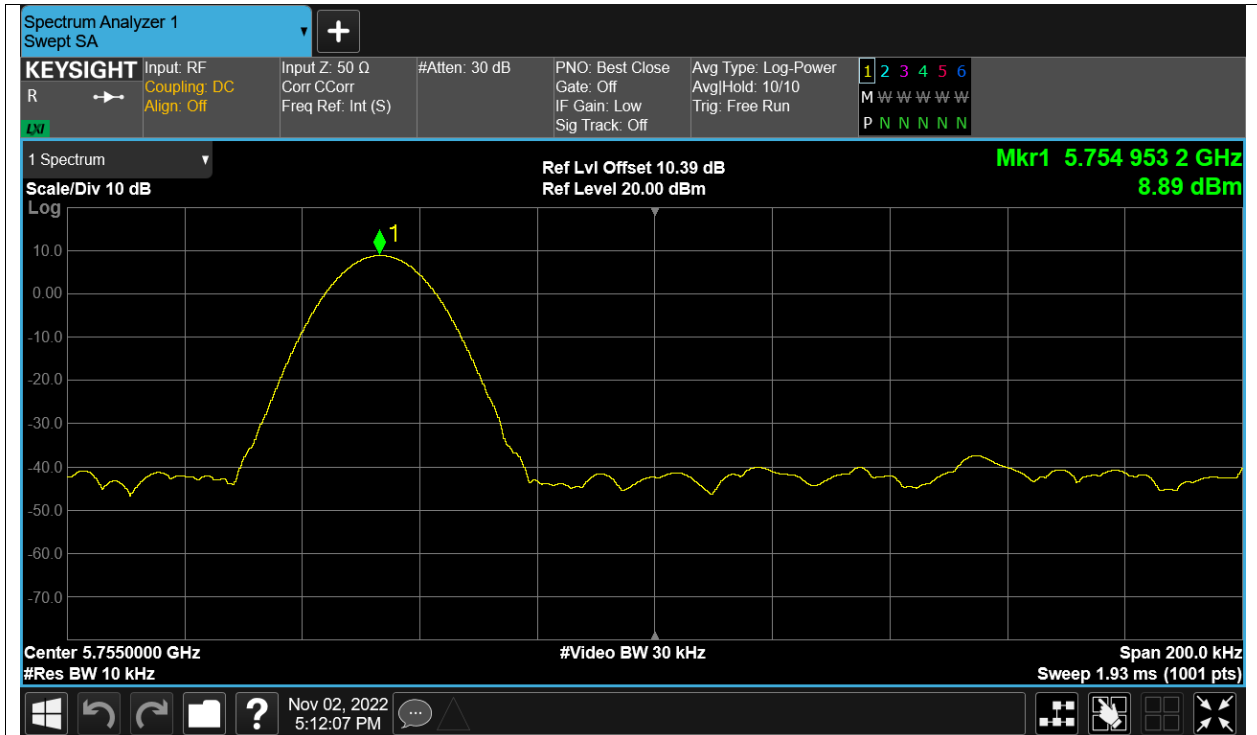 Spectrum Analyzer 1
Swept SA
KEYSIGHT
R
LXI
Input: RF
Coupling: DC
Align: Off
Input Z: 50 Ω
Corr CCorr
Freq Ref: Int (S)
#Atten: 30 dB
PNO: Best Close
Gate: Off
IF Gain: Low
Sig Track: Off
Avg Type: Log-Power
Avg|Hold: 10/10
Trig: Free Run
1 2 3 4 5 6
M W W W W W
P N N N N N
1 Spectrum
Scale/Div 10 dB
Log
Ref Lvl Offset 10.39 dB
Ref Level 20.00 dBm
Mkr1 5.754 953 2 GHz
8.89 dBm
1
10.0
0.00
-10.0
-20.0
-30.0
-40.0
-50.0
-60.0
-70.0
Center 5.7550000 GHz
#Res BW 10 kHz
#Video BW 30 kHz
Span 200.0 kHz
Sweep 1.93 ms (1001 pts)
?
Nov 02, 2022
5:12:07 PM